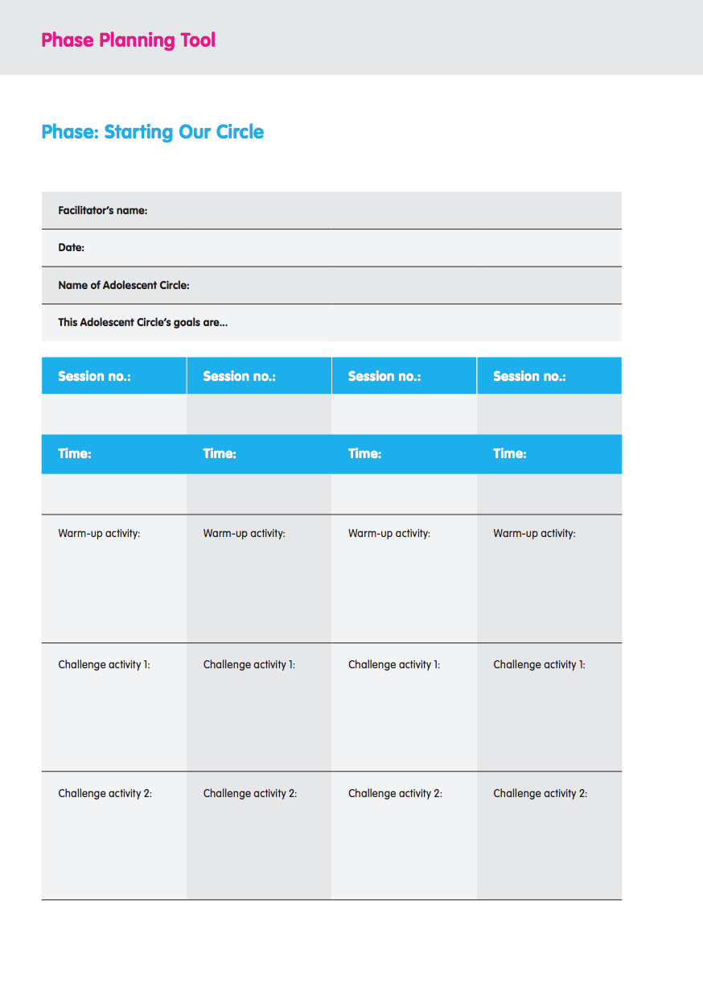 Phase Planning Tool
Phase: Starting Our Circle
Facilitator's name:
Date:
Name of Adolescent Circle:
This Adolescent Circle's goals are...
Session no.: Session no.: Session no.: Session no.:
Time: Time: Time: Time:
Warm-up activity: Warm-up activity: Warm-up activity: Warm-up activity:
Challenge activity 1: Challenge activity 1: Challenge activity 1: Challenge activity 1:
Challenge activity 2: Challenge activity 2: Challenge activity 2: Challenge activity 2: